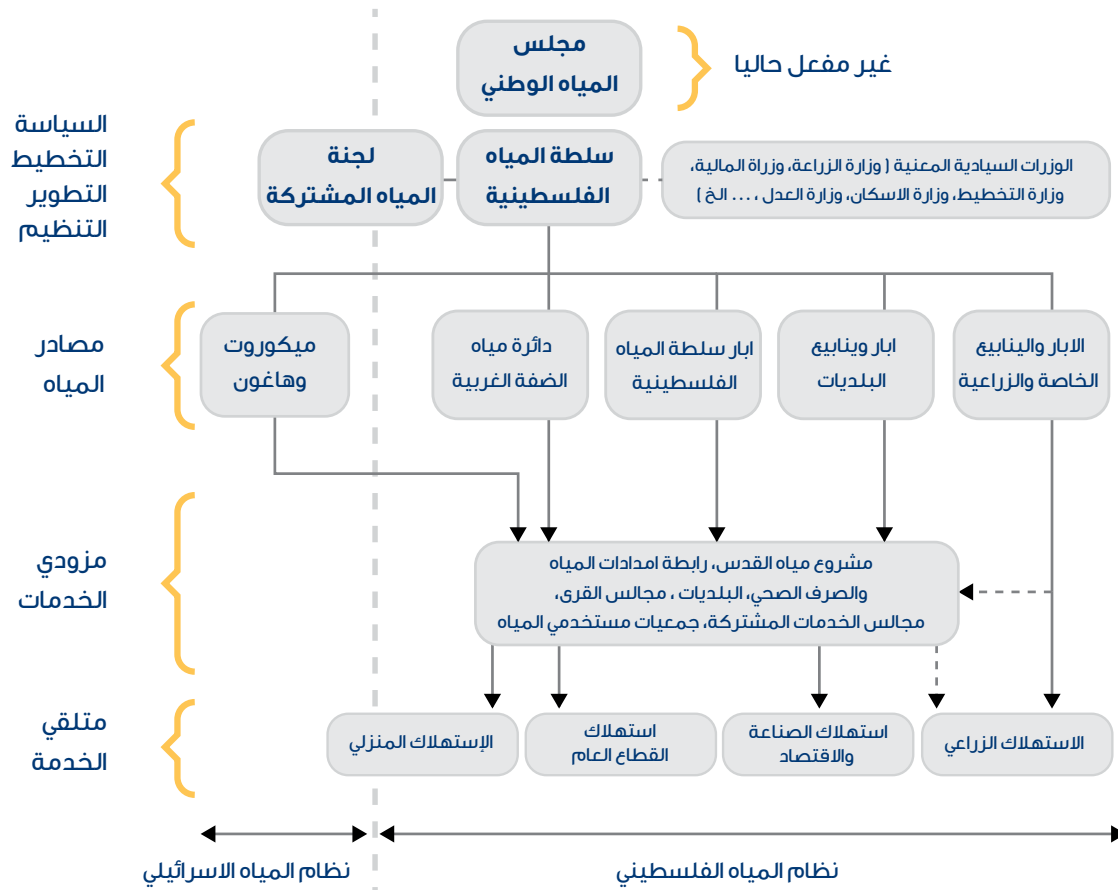 مجلس
المياه الوطني
غير مفعل حاليا
السياسة
التخطيط
التطوير
التنظيم
الوزرات السيادية المعنية ( وزارة الزراعة، وزراة المالية،
وزارة التخطيط، وزارة الاسكان، وزارة العدل ، ... الخ )
سلطة المياه
الفلسطينية
لجنة
المياه المشتركة
مصادر
المياه
الابار والينابيع
الخاصة والزراعية
ابار وينابيع
البلديات
ابار سلطة المياه
الفلسطينية
دائرة مياه
الضفة الغربية
ميكوروت
وهاغون
مزودي
الخدمات
مشروع مياه القدس، رابطة امدادات المياه
والصرف الصحي، البلديات ، مجالس القرى،
مجالس الخدمات المشتركة، جمعيات مستخدمي المياه
متلقي
الخدمة
الاستهلاك الزراعي
استهلاك الصناعة
والاقتصاد
استهلاك
القطاع العام
الإستهلاك المنزلي
نظام المياه الفلسطيني
نظام المياه الاسرائيلي